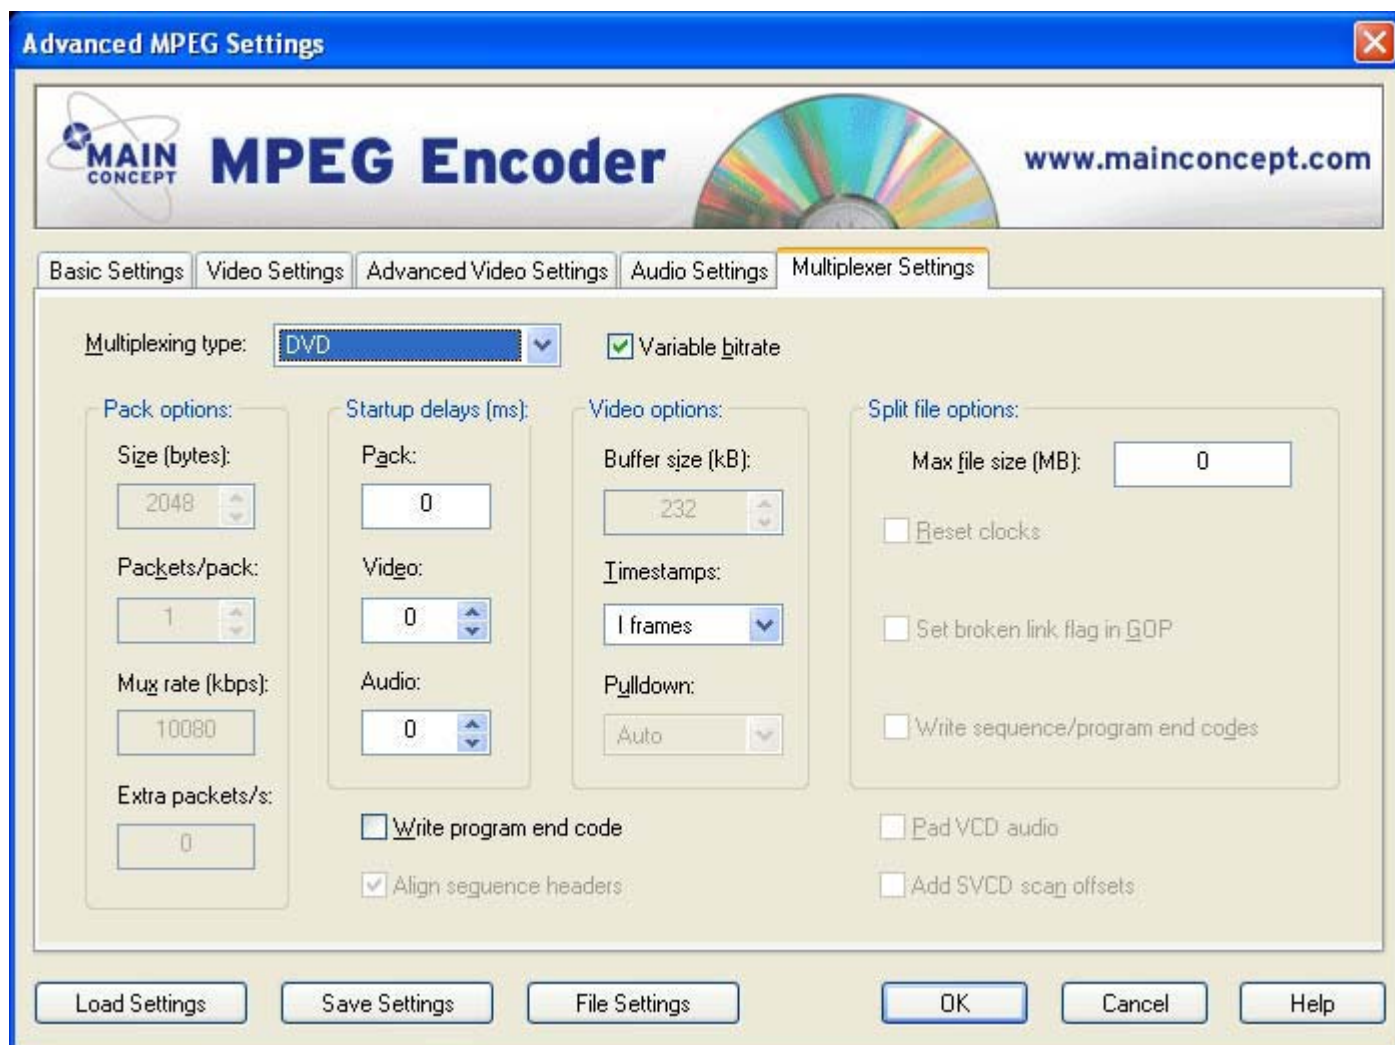 Advanced MPEG Settings
MAIN CONCEPT
MPEG Encoder
www.mainconcept.com
Basic Settings
Video Settings
Advanced Video Settings
Audio Settings
Multiplexer Settings
Multiplexing type:
DVD
Variable bitrate
Pack options:
Size (bytes):
2048
Packets/pack:
1
Mux rate (kbps):
10080
Extra packets/s:
0
Startup delays (ms):
Pack:
0
Video:
0
Audio:
0
Video options:
Buffer size (kB):
232
Timestamps:
I frames
Pulldown:
Auto
Split file options:
Max file size (MB):
0
Reset clocks
Set broken link flag in GOP
Write sequence/program end codes
Write program end code
Align sequence headers
Pad VCD audio
Add SVCD scan offsets
Load Settings
Save Settings
File Settings
OK
Cancel
Help